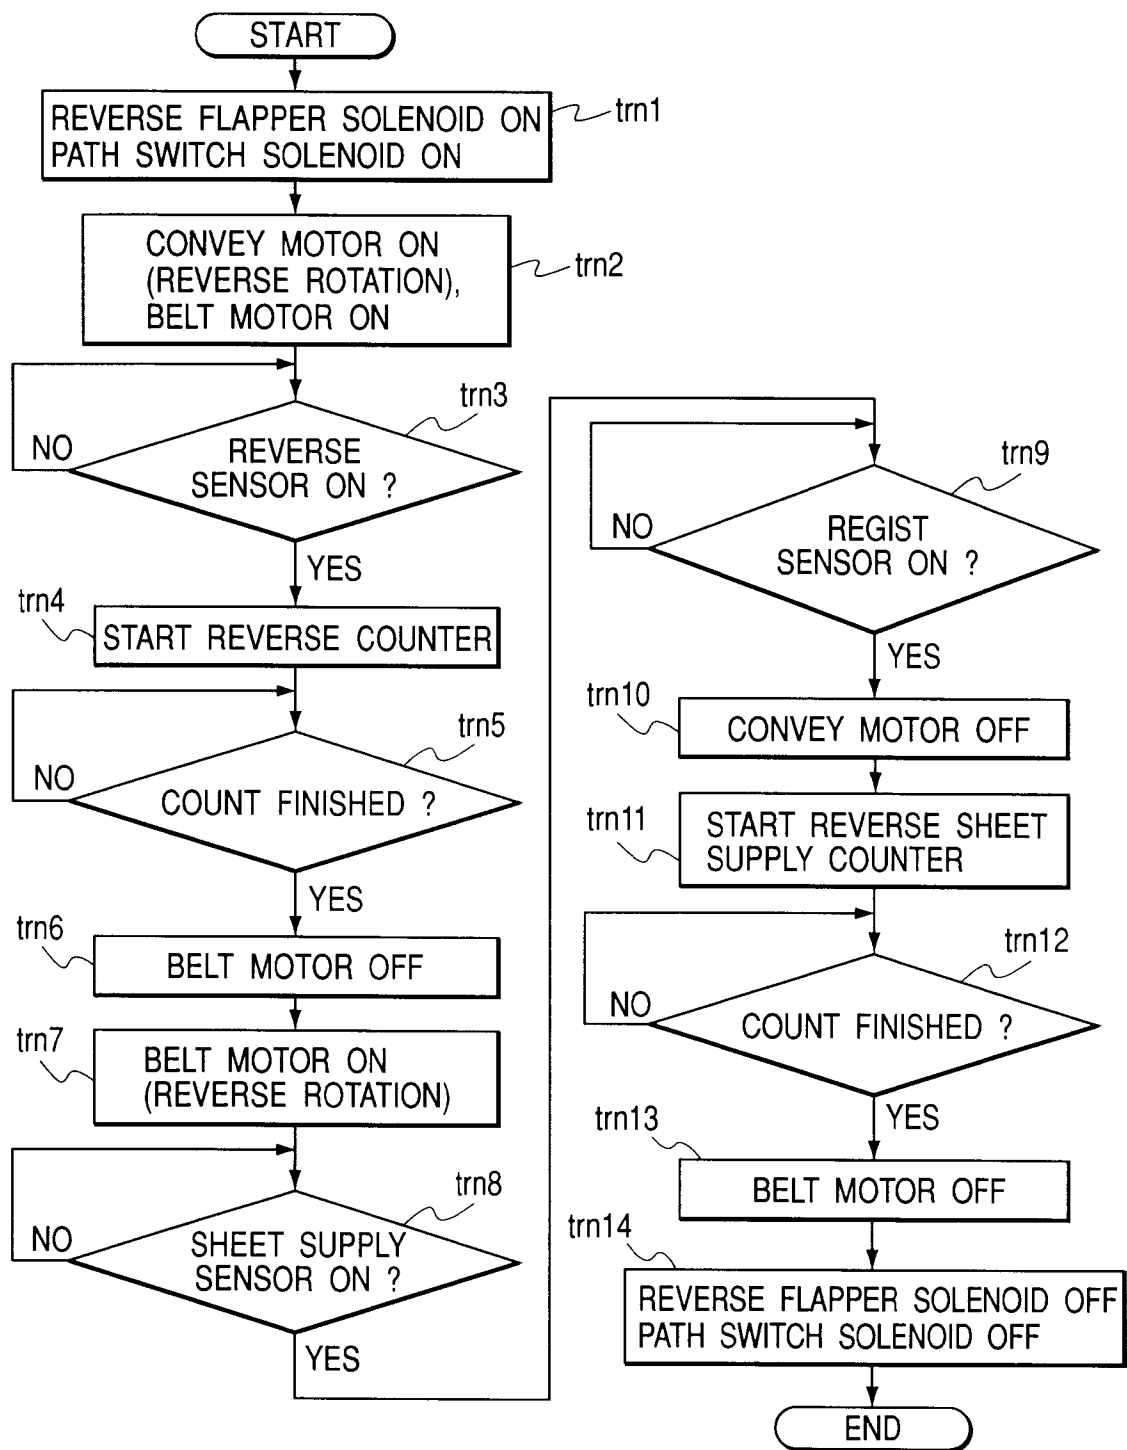 START
REVERSE FLAPPER SOLENOID ON
PATH SWITCH SOLENOID ON
trn1
CONVEY MOTOR ON
(REVERSE ROTATION),
BELT MOTOR ON
trn2
trn3
REVERSE
SENSOR ON ?
NO
YES
trn4
START REVERSE COUNTER
trn5
COUNT FINISHED ?
NO
YES
trn6
BELT MOTOR OFF
trn7
BELT MOTOR ON
(REVERSE ROTATION)
trn8
SHEET SUPPLY
SENSOR ON ?
NO
YES
trn9
REGIST
SENSOR ON ?
NO
YES
trn10
CONVEY MOTOR OFF
trn11
START REVERSE SHEET
SUPPLY COUNTER
trn12
COUNT FINISHED ?
NO
YES
trn13
BELT MOTOR OFF
trn14
REVERSE FLAPPER SOLENOID OFF
PATH SWITCH SOLENOID OFF
END